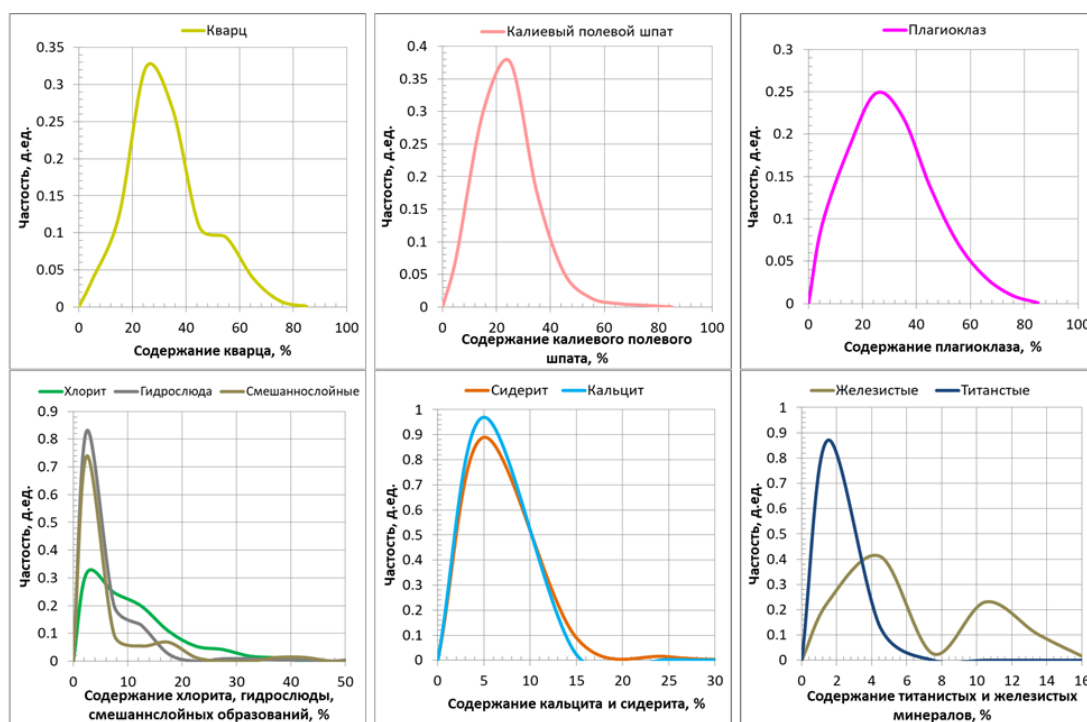 Кварц
0.35
0.3
0.25
0.2
0.15
0.1
0.05
0
Частость, д.ед.
0 20 40 60 80 100
Содержание кварца, %
Калиевый полевой шпат
0.4
0.35
0.3
0.25
0.2
0.15
0.1
0.05
0
Частость, д.ед.
0 20 40 60 80 100
Содержание калиевого полевого
шпата, %
Плагиоклаз
0.3
0.25
0.2
0.15
0.1
0.05
0
Частость, д.ед.
0 20 40 60 80 100
Содержание плагиоклаза, %
Хлорит Гидрослюда Смешаннослойные
0.9
0.8
0.7
0.6
0.5
0.4
0.3
0.2
0.1
0
Частость, д.ед.
0 10 20 30 40 50
Содержание хлорита, гидрослюды,
смешаннслойных образований, %
Сидерит Кальцит
1
0.9
0.8
0.7
0.6
0.5
0.4
0.3
0.2
0.1
0
Частость, д.ед.
0 5 10 15 20 25 30
Содержание кальцита и сидерита, %
Железистые Титанстые
1
0.9
0.8
0.7
0.6
0.5
0.4
0.3
0.2
0.1
0
Частость, д.ед.
0 2 4 6 8 10 12 14 16
Содержание титанистых и железистых
минералов, %